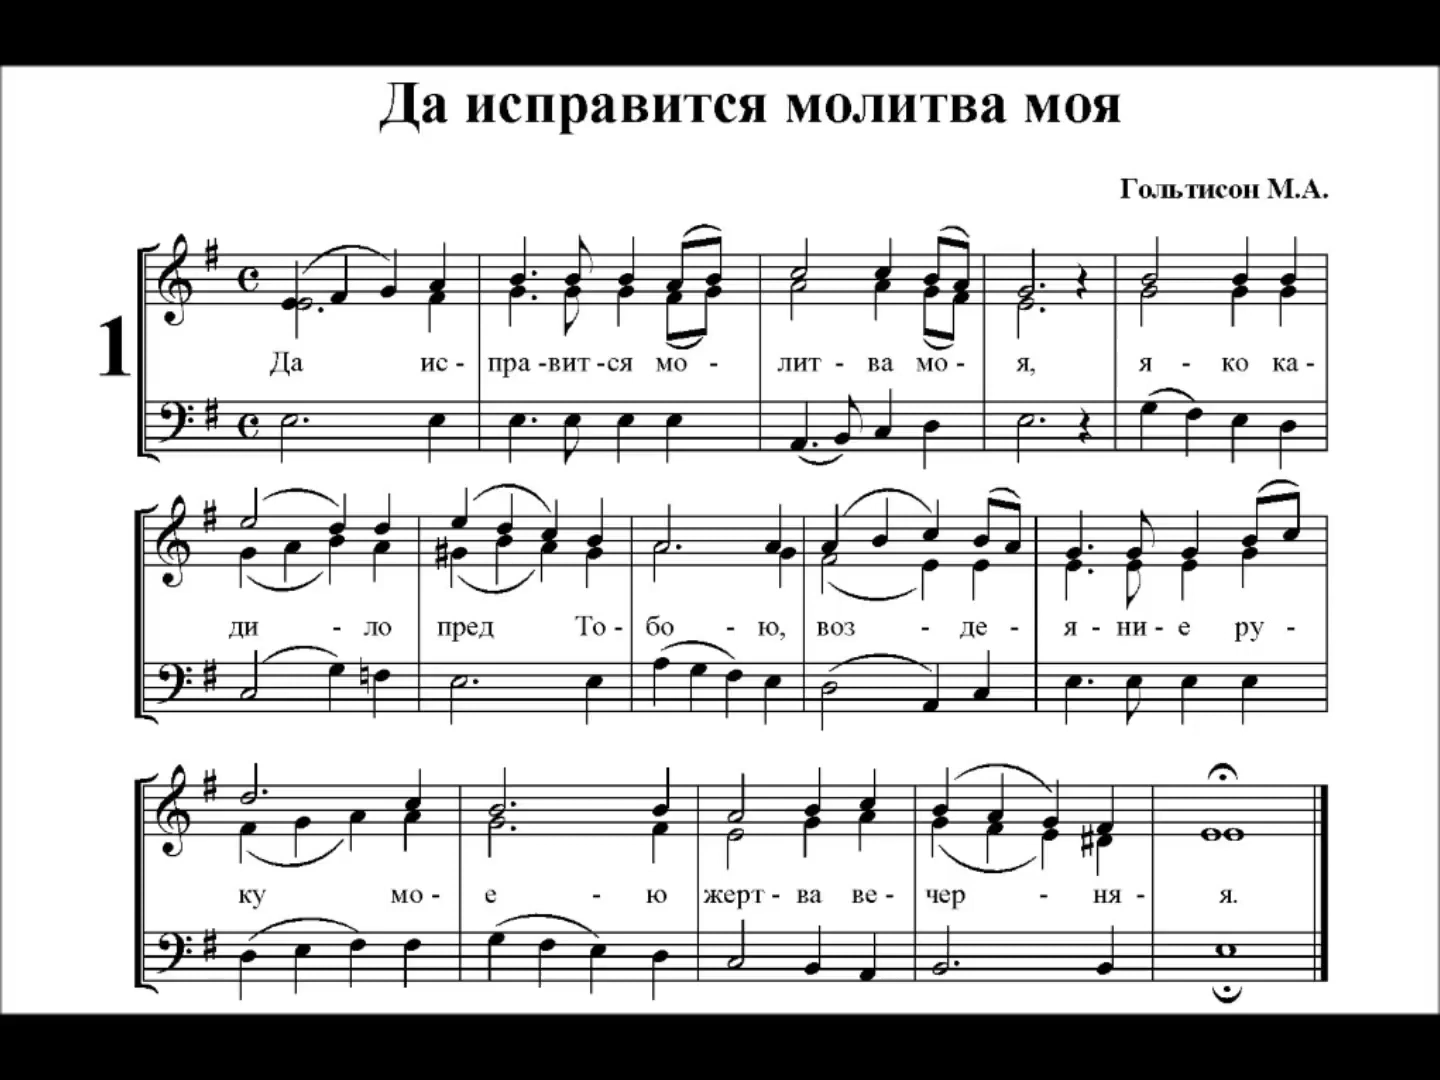 Да исправится молитва моя
Гольтисон М.А.
1
Да ис - пра -вит -ся мо - лит - ва мо - я, я - ко ка -
ди - ло пред То - бо - ю, воз - де - я - ни - е ру -
ку мо - е - ю жерт - ва ве - чер - ня - я.